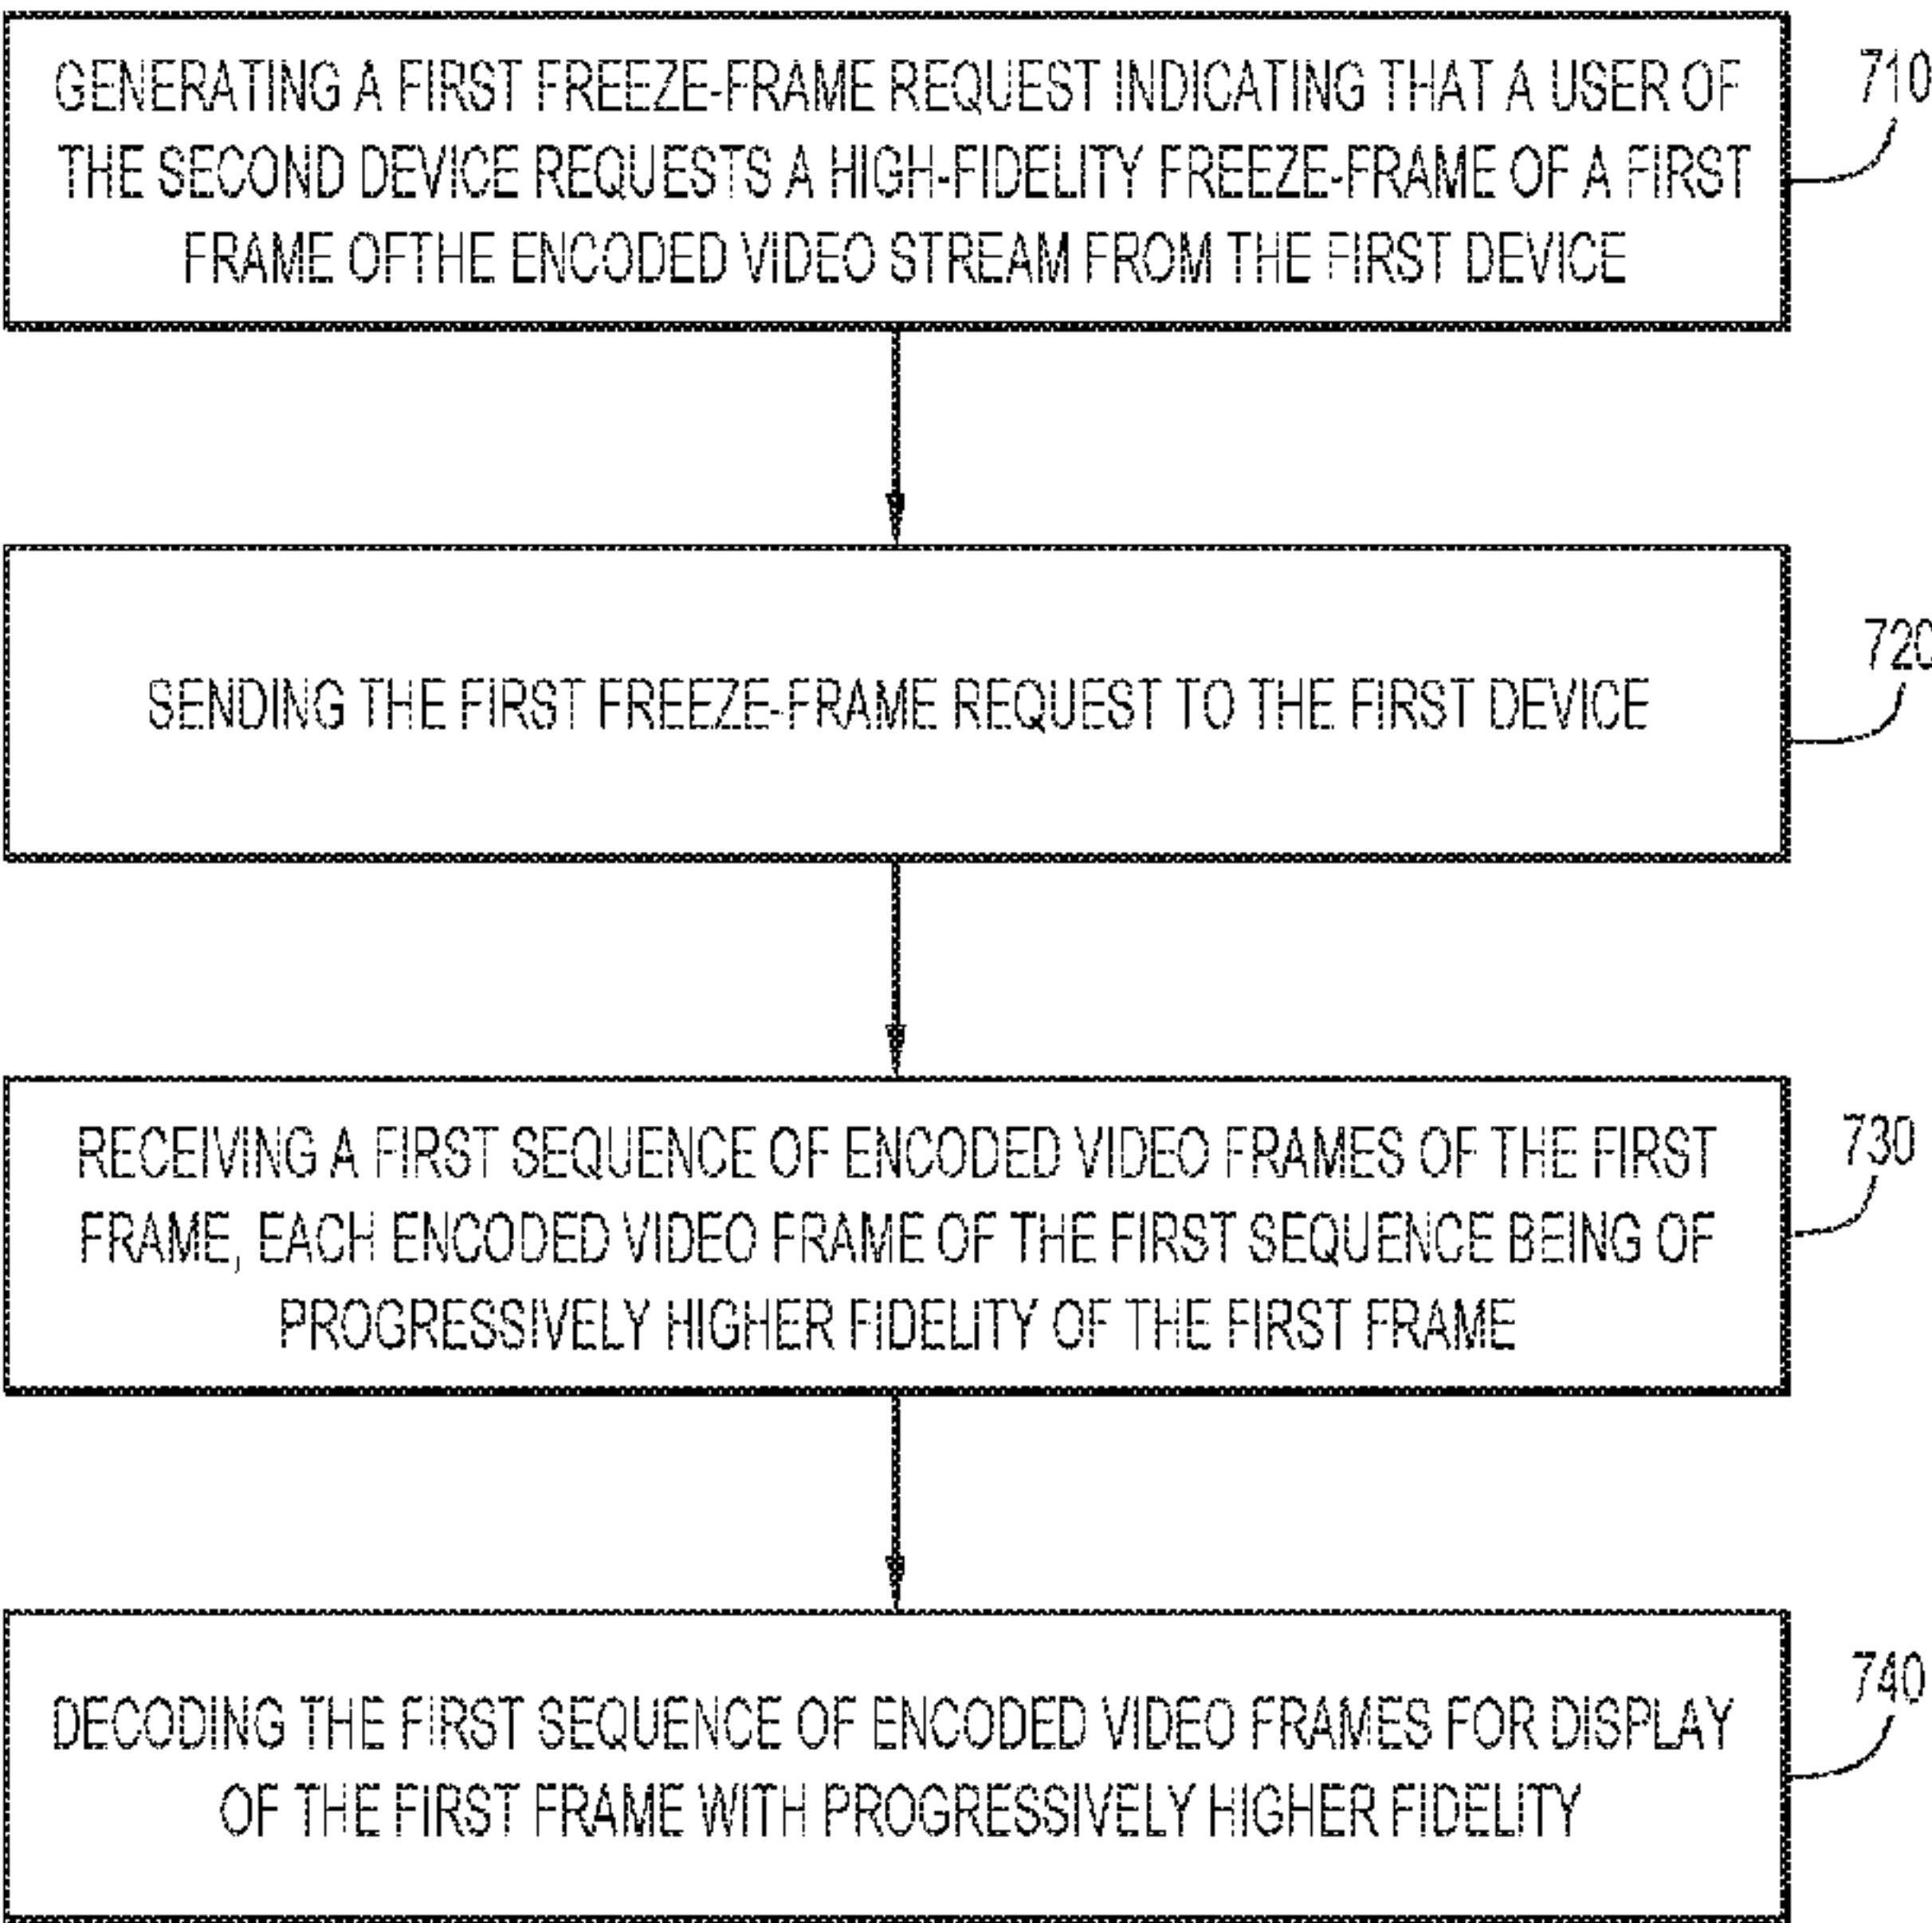 GENERATING A FIRST FREEZE-FRAME REQUEST INDICATING THAT A USER OF
THE SECOND DEVICE REQUESTS A HIGH-FIDELITY FREEZE-FRAME OF A FIRST
FRAME OFTHE ENCODED VIDEO STREAM FROM THE FIRST DEVICE
710
SENDING THE FIRST FREEZE-FRAME REQUEST TO THE FIRST DEVICE
720
RECEIVING A FIRST SEQUENCE OF ENCODED VIDEO FRAMES OF THE FIRST
FRAME, EACH ENCODED VIDEO FRAME OF THE FIRST SEQUENCE BEING OF
PROGRESSIVELY HIGHER FIDELITY OF THE FIRST FRAME
730
DECODING THE FIRST SEQUENCE OF ENCODED VIDEO FRAMES FOR DISPLAY
OF THE FIRST FRAME WITH PROGRESSIVELY HIGHER FIDELITY
740